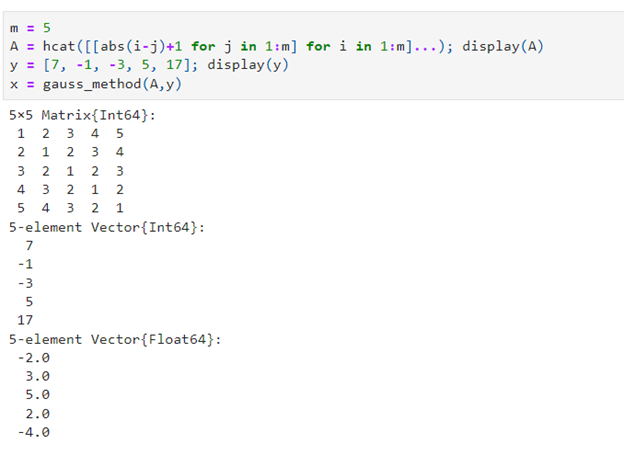 m = 5
A = hcat([[abs(i-j)+1 for j in 1:m] for i in 1:m]...); display(A)
y = [7, -1, -3, 5, 17]; display(y)
x = gauss_method(A,y)
5×5 Matrix{Int64}:
1 2 3 4 5
2 1 2 3 4
3 2 1 2 3
4 3 2 1 2
5 4 3 2 1
5-element Vector{Int64}:
7
-1
-3
5
17
5-element Vector{Float64}:
-2.0
3.0
5.0
2.0
-4.0